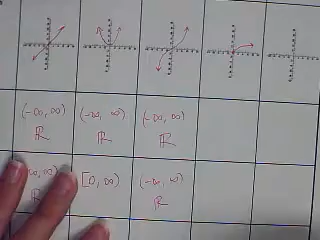 (-∞, ∞) (-∞, ∞) (-∞, ∞)
ℝ ℝ ℝ
∞, ∞) [0, ∞) (-∞, ∞)
ℝ ℝ